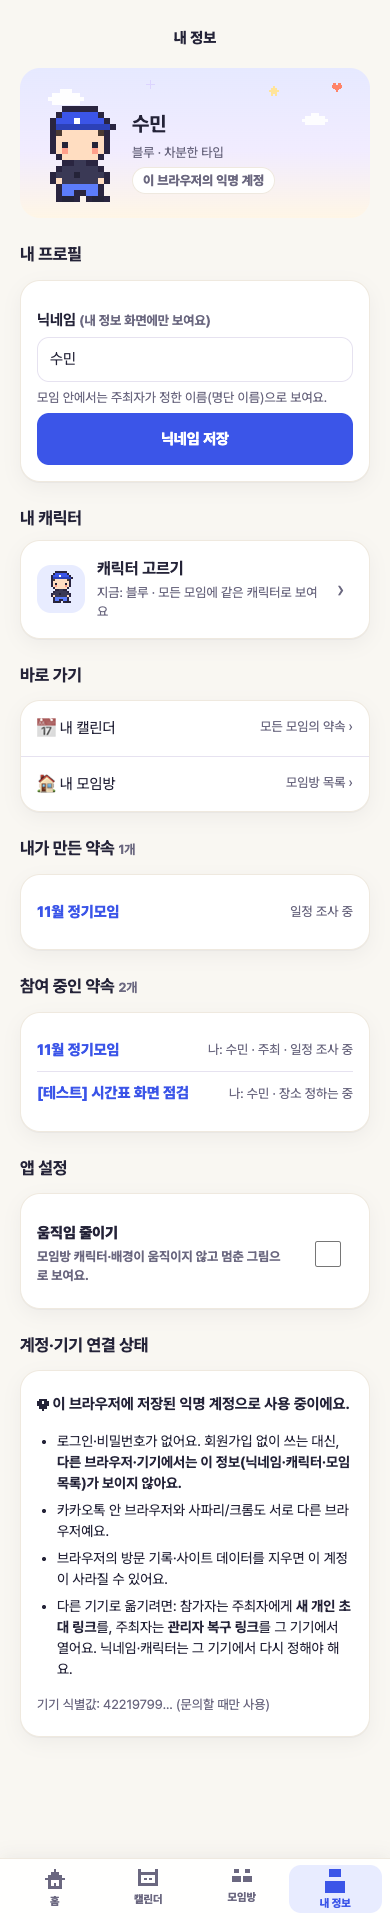 내 정보
수민
블루 · 차분한 타입
이 브라우저의 익명 계정
내 프로필
닉네임 (내 정보 화면에만 보여요)
수민
모임 안에서는 주최자가 정한 이름(명단 이름)으로 보여요.
닉네임 저장
내 캐릭터
캐릭터 고르기
지금: 블루 · 모든 모임에 같은 캐릭터로 보여
요
›
바로 가기
17 내 캘린더
모든 모임의 약속 ›
내 모임방
모임방 목록 ›
내가 만든 약속 1개
11월 정기모임
일정 조사 중
참여 중인 약속 2개
11월 정기모임
나: 수민 · 주최 · 일정 조사 중
[테스트] 시간표 화면 점검
나: 수민 · 장소 정하는 중
앱 설정
움직임 줄이기
모임방 캐릭터·배경이 움직이지 않고 멈춘 그림으
로 보여요.
계정·기기 연결 상태
이 브라우저에 저장된 익명 계정으로 사용 중이에요.
• 로그인·비밀번호가 없어요. 회원가입 없이 쓰는 대신,
다른 브라우저·기기에서는 이 정보(닉네임·캐릭터·모임
목록)가 보이지 않아요.
• 카카오톡 안 브라우저와 사파리/크롬도 서로 다른 브라
우저예요.
• 브라우저의 방문 기록·사이트 데이터를 지우면 이 계정
이 사라질 수 있어요.
• 다른 기기로 옮기려면: 참가자는 주최자에게 새 개인 초
대 링크를, 주최자는 관리자 복구 링크를 그 기기에서
열어요. 닉네임·캐릭터는 그 기기에서 다시 정해야 해
요.
기기 식별값: 42219799… (문의할 때만 사용)
홈
캘린더
모임방
내 정보